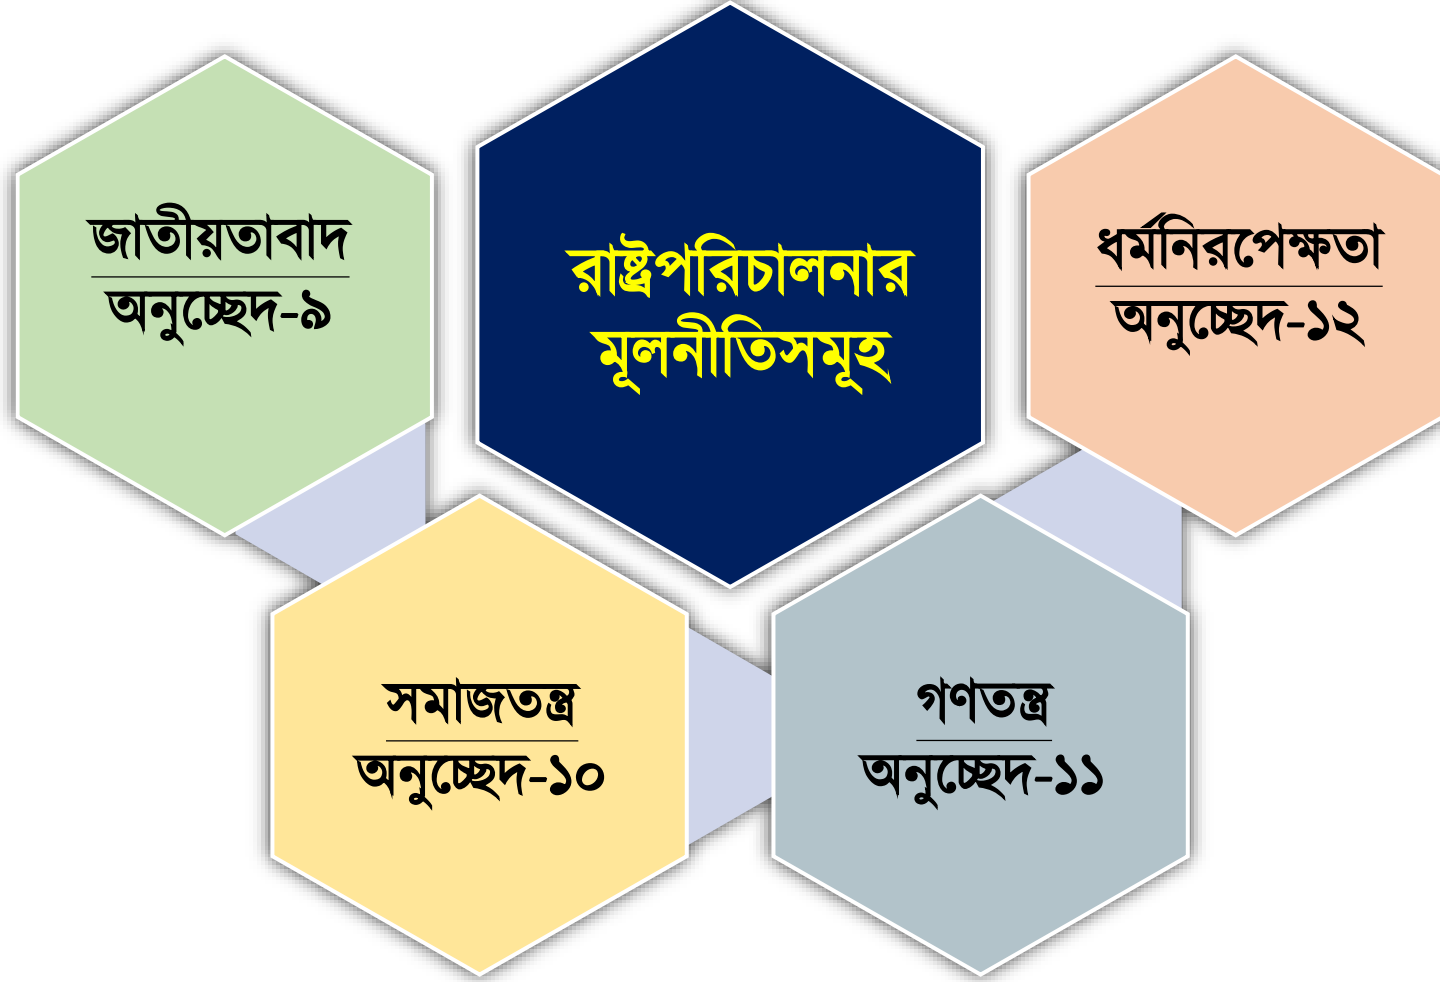 রাষ্ট্রপরিচালনার
মূলনীতিসমূহ
জাতীয়তাবাদ
অনুচ্ছেদ-৯
সমাজতন্ত্র
অনুচ্ছেদ-১০
গণতন্ত্র
অনুচ্ছেদ-১১
ধর্মনিরপেক্ষতা
অনুচ্ছেদ-১২